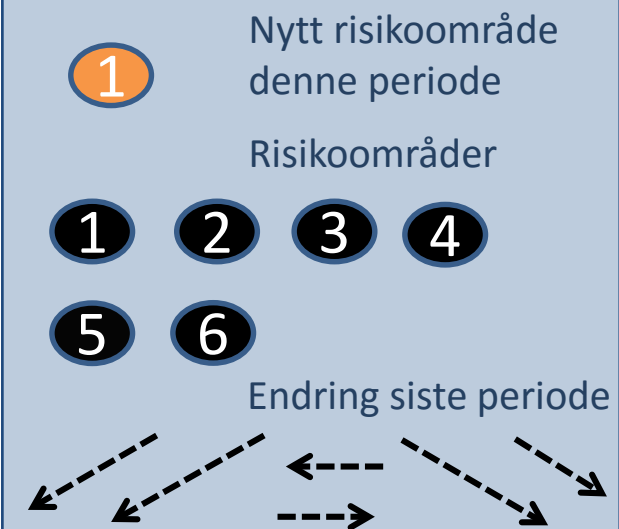 Nytt risikoområde
1
denne periode
Risikoområder
1 2 3 4
5 6
Endring siste periode